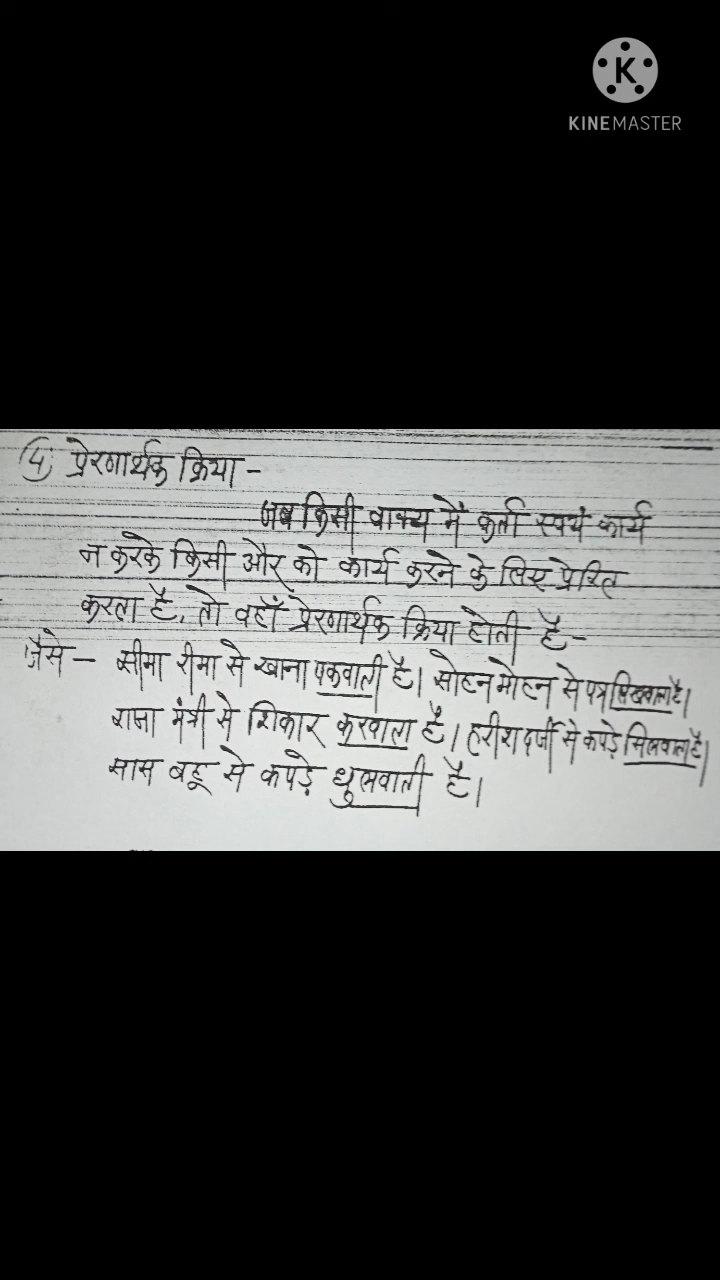 KINEMASTER
④ प्रेरणार्थक क्रिया -
जब किसी वाक्य में कर्ता स्वयं कार्य
न करके किसी और को कार्य करने के लिए प्रेरित
करता है, तो वहाँ प्रेरणार्थक क्रिया होती है -
जैसे - सीमा रीमा से खाना पकवाती है। सोहन मोहन से पत्र लिखवाता है।
राजा मंत्री से शिकार करवाता है। हरीश दर्जी से कपड़े सिलवाता है।
सास बहू से कपड़े धुलवाती है।